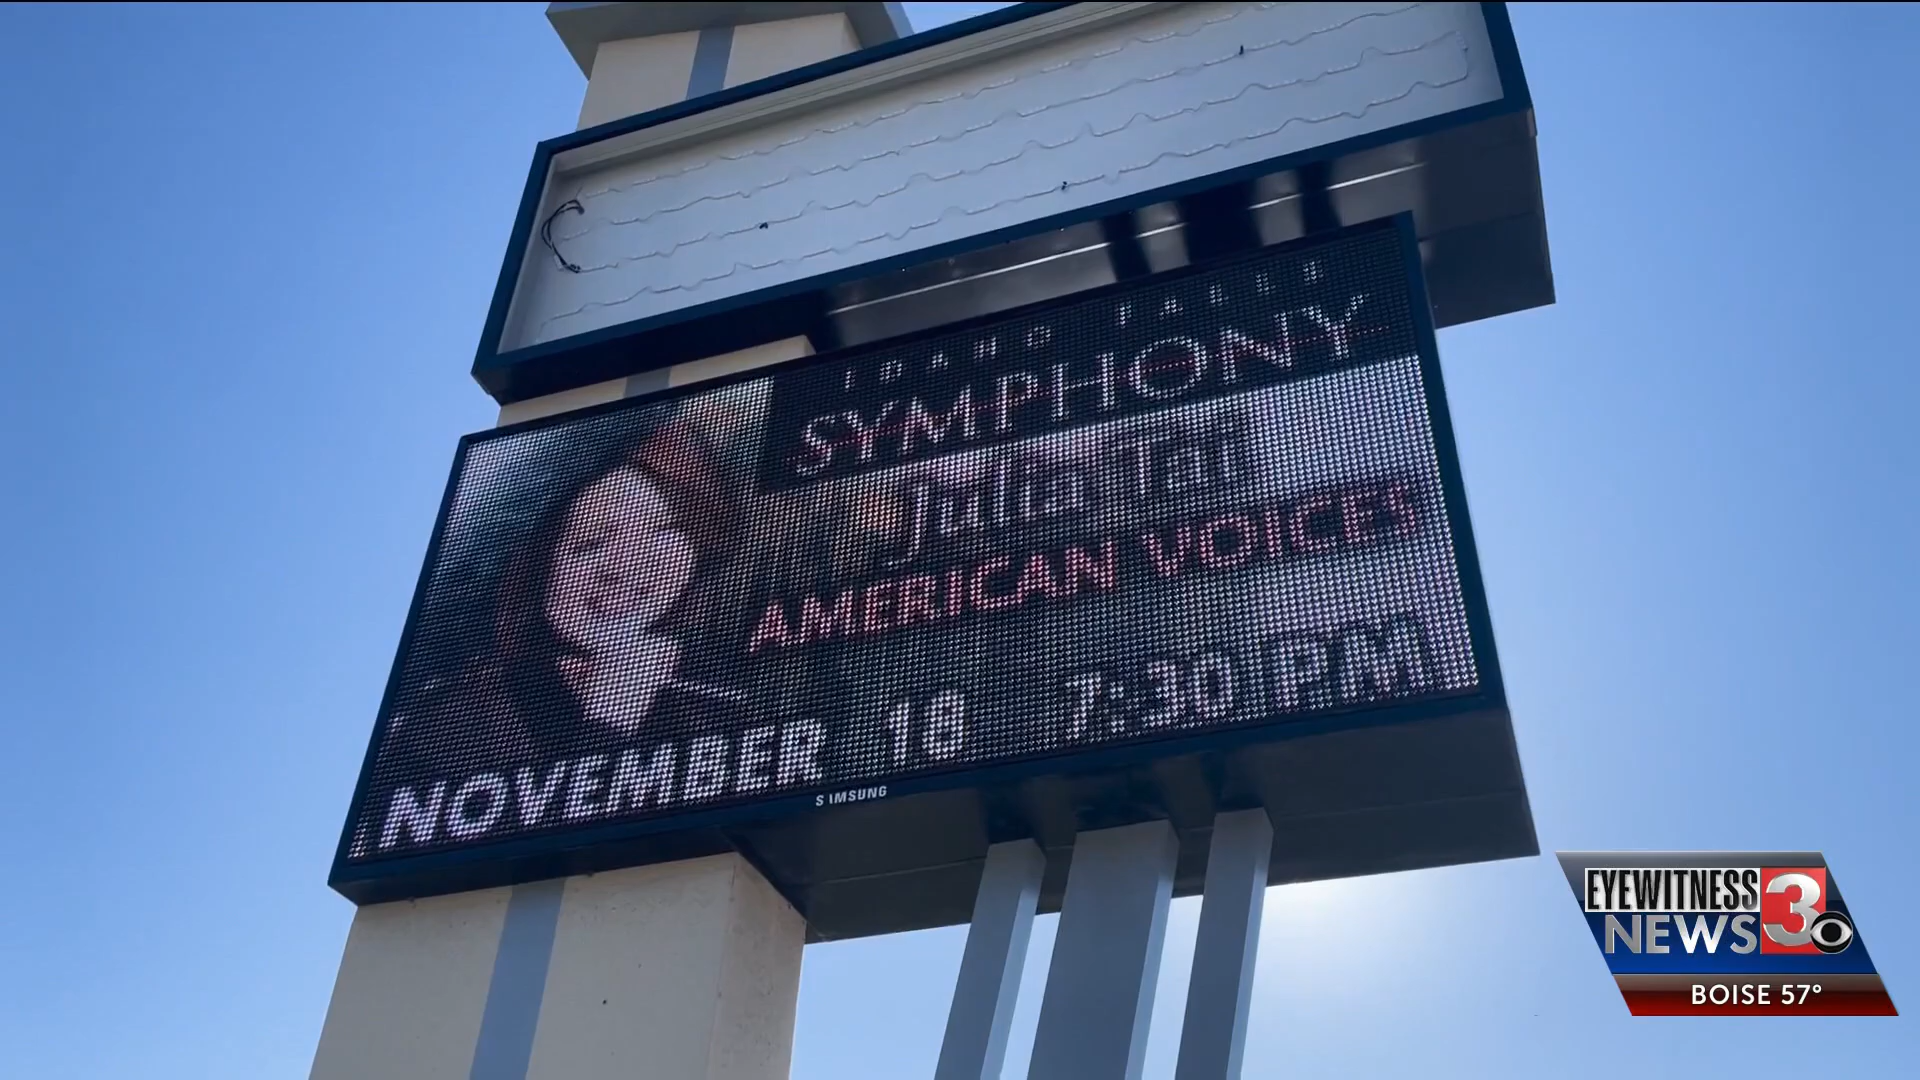 IDAHO FALLS
SYMPHONY
Julia Tai
AMERICAN VOICES
NOVEMBER 18 7:30 PM
SAMSUNG
EYEWITNESS
NEWS 3
BOISE 57°